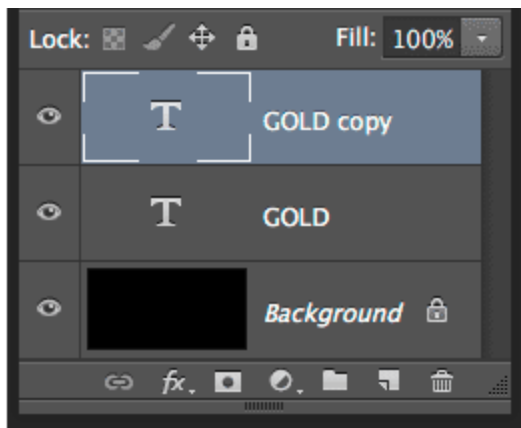 Lock: Fill: 100%
T GOLD copy
T GOLD
Background
fx.